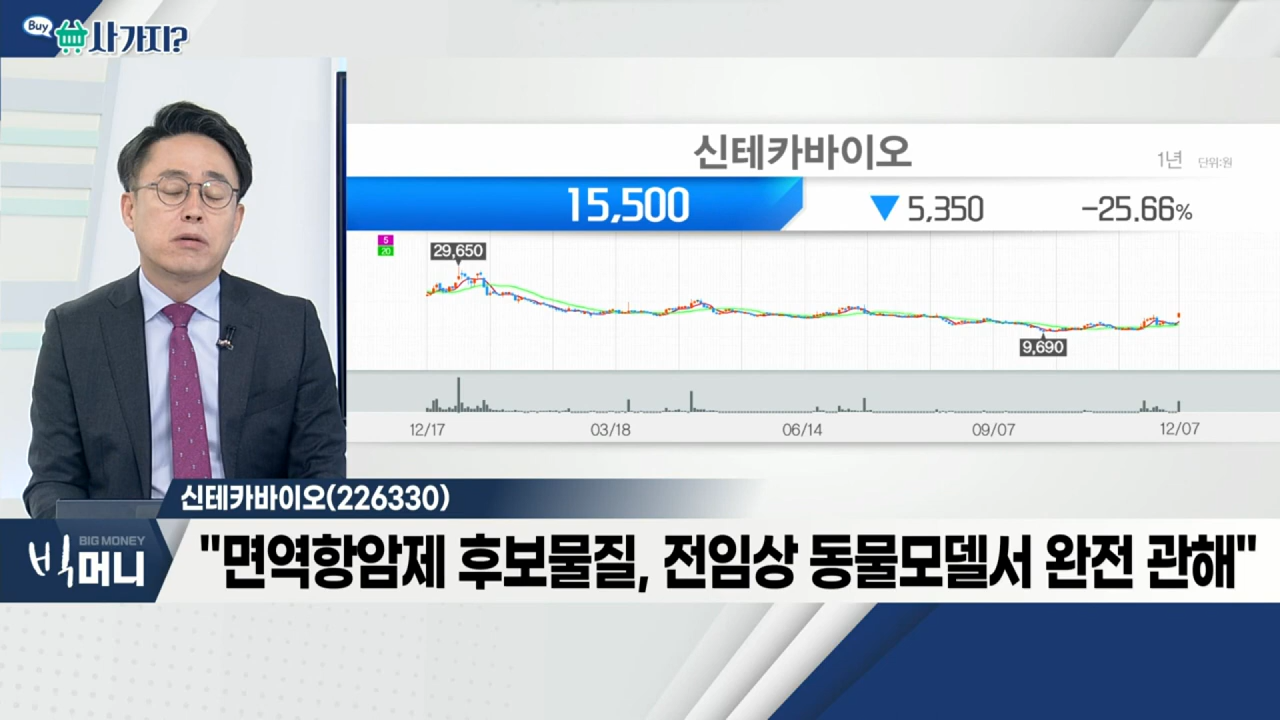 Buy
사가지?
신테카바이오
1년 단위:원
15,500 ▼ 5,350 -25.66%
5
20
29,650
9,690
12/17 03/18 06/14 09/07 12/07
신테카바이오(226330)
BIG MONEY
빅머니
"면역항암제 후보물질, 전임상 동물모델서 완전 관해"